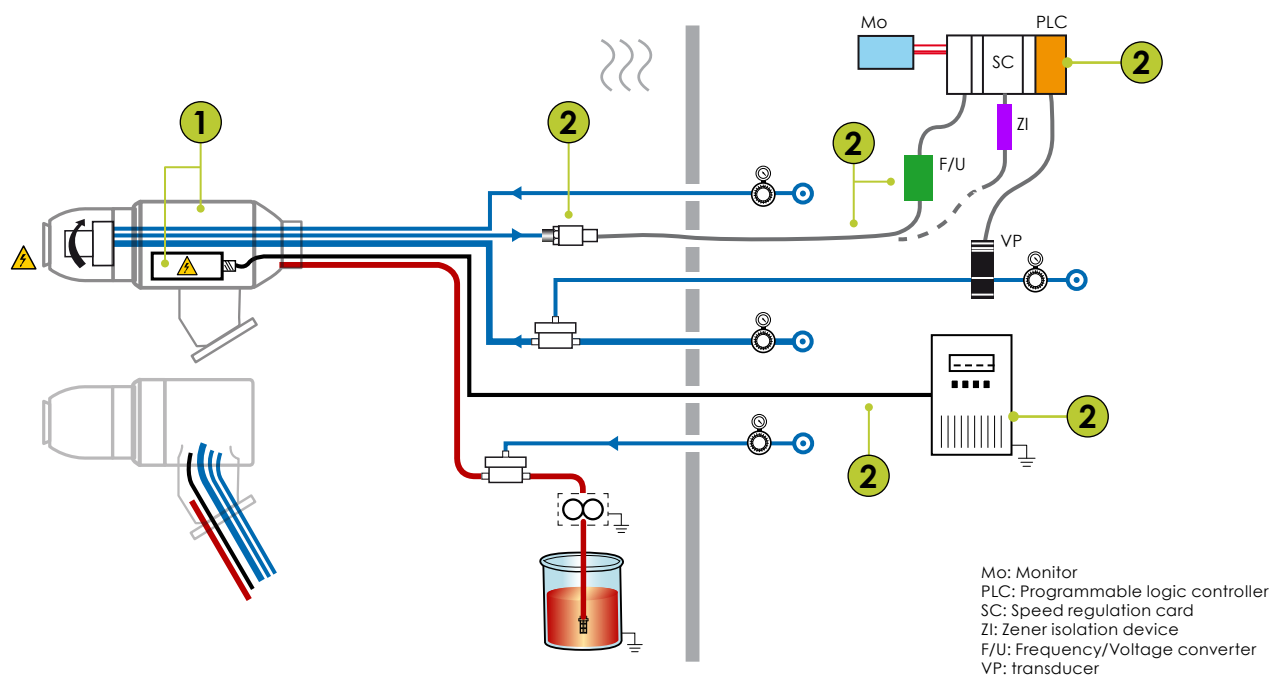 Mo
PLC
SC
2
1
2
2
ZI
F/U
VP
2
2
Mo: Monitor
PLC: Programmable logic controller
SC: Speed regulation card
ZI: Zener isolation device
F/U: Frequency/Voltage converter
VP: transducer